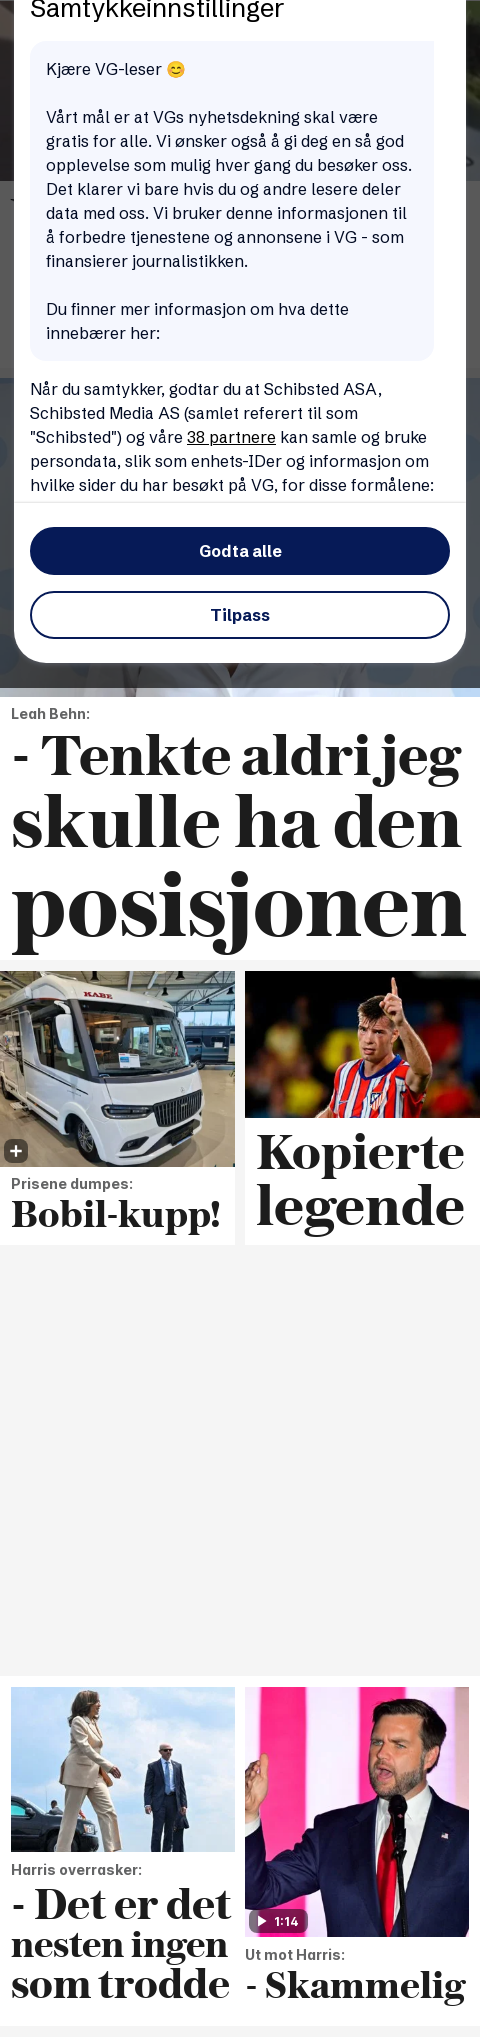 Samtykkeinnstillinger
Kjære VG-leser 😊
Vårt mål er at VGs nyhetsdekning skal være
gratis for alle. Vi ønsker også å gi deg en så god
opplevelse som mulig hver gang du besøker oss.
Det klarer vi bare hvis du og andre lesere deler
data med oss. Vi bruker denne informasjonen til
å forbedre tjenestene og annonsene i VG - som
finansierer journalistikken.
Du finner mer informasjon om hva dette
innebærer her:
Når du samtykker, godtar du at Schibsted ASA,
Schibsted Media AS (samlet referert til som
"Schibsted") og våre 38 partnere kan samle og bruke
persondata, slik som enhets-IDer og informasjon om
hvilke sider du har besøkt på VG, for disse formålene:
Godta alle
Tilpass
Leah Behn:
- Tenkte aldri jeg
skulle ha den
posisjonen
KABE
Prisene dumpes:
Bobil-kupp!
Kopierte
legende
Harris overrasker:
- Det er det
nesten ingen
som trodde
1:14
Ut mot Harris:
- Skammelig